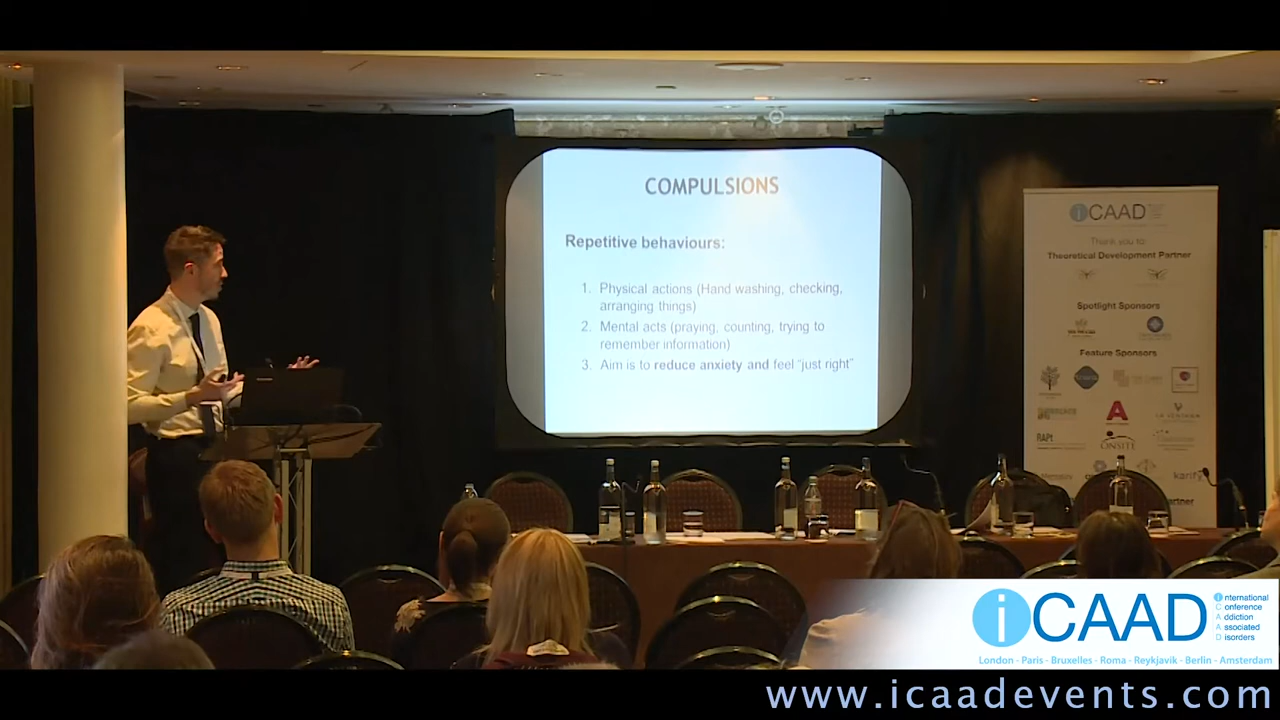 COMPULSIONS
Repetitive behaviours:
1. Physical actions (Hand washing, checking,
arranging things)
2. Mental acts (praying, counting, trying to
remember information)
3. Aim is to reduce anxiety and feel “just right”
iCAAD
Thank you to:
Theoretical Development Partner
Spotlight Sponsors
Feature Sponsors
RAPt
ONSITE
karify
iCAAD
international
Conference
Addiction
Associated
Disorders
London - Paris - Bruxelles - Roma - Reykjavik - Berlin - Amsterdam
www.icaadevents.com